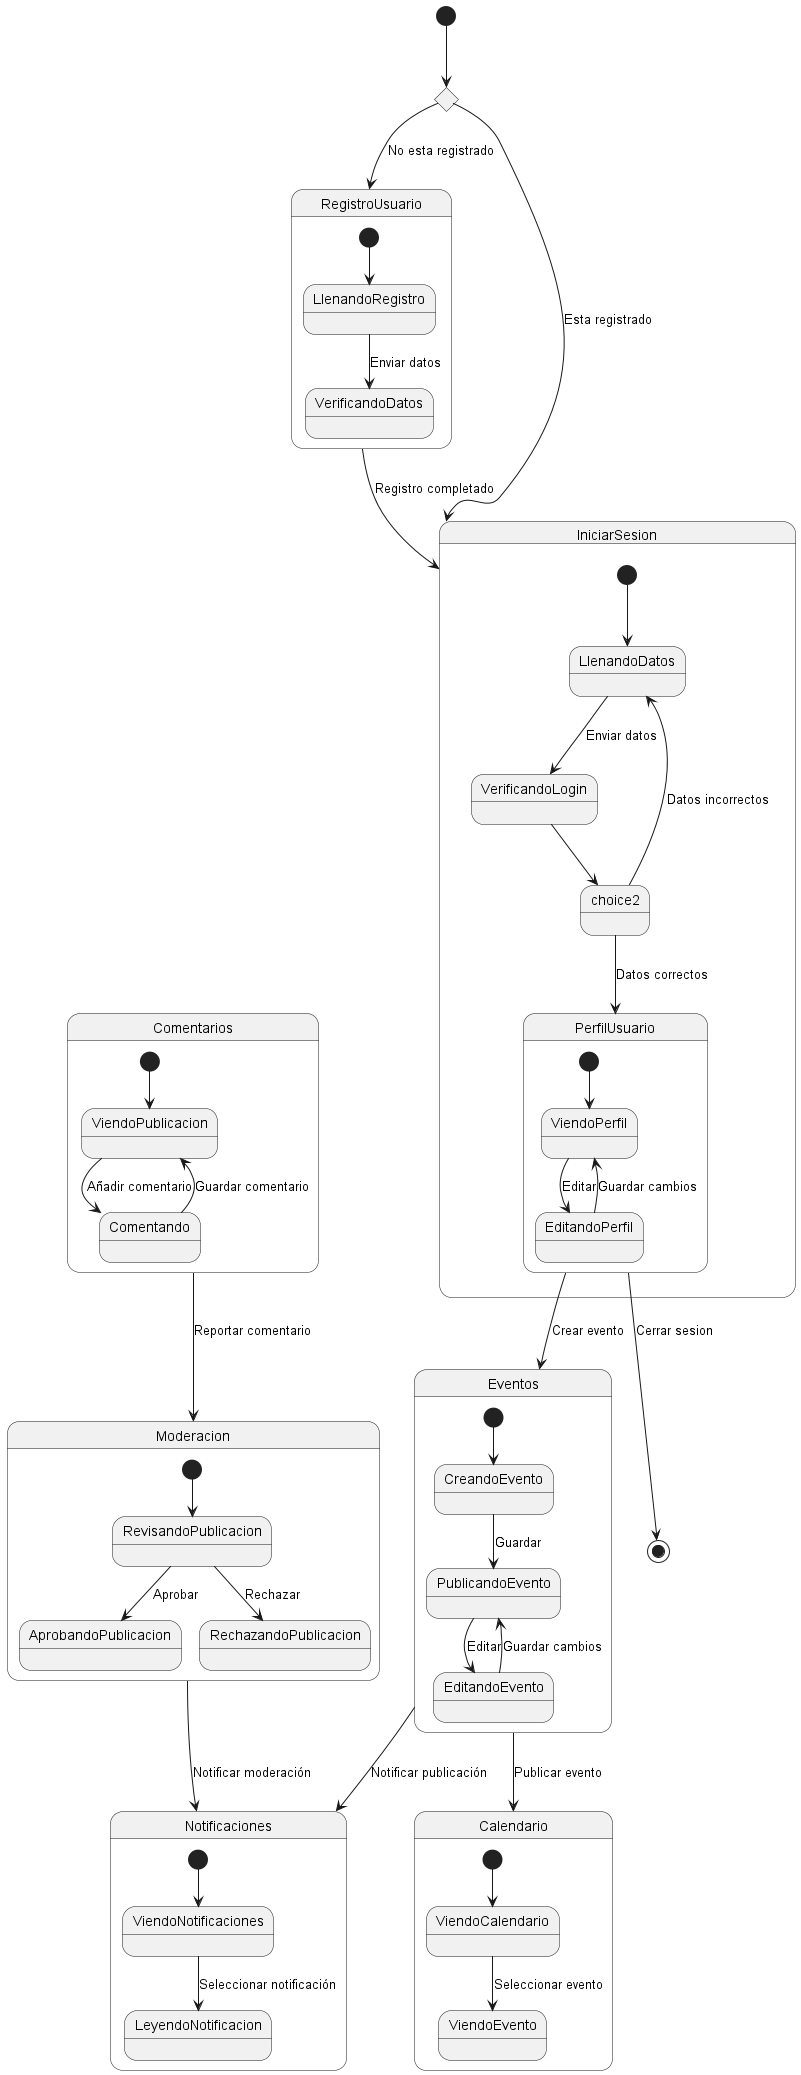 No esta registrado
RegistroUsuario
LlenandoRegistro
Esta registrado
Enviar datos
VerificandoDatos
Registro completado
IniciarSesion
LlenandoDatos
Enviar datos
VerificandoLogin
Datos incorrectos
choice2
Datos correctos
Comentarios
PerfilUsuario
ViendoPublicacion
ViendoPerfil
Añadir comentario
Guardar comentario
Editar
Guardar cambios
Comentando
EditandoPerfil
Reportar comentario
Crear evento
Cerrar sesion
Eventos
Moderacion
CreandoEvento
RevisandoPublicacion
Guardar
PublicandoEvento
Aprobar
Rechazar
AprobandoPublicacion
RechazandoPublicacion
Editar
Guardar cambios
EditandoEvento
Notificar moderación
Notificar publicación
Publicar evento
Notificaciones
Calendario
ViendoNotificaciones
ViendoCalendario
Seleccionar notificación
Seleccionar evento
LeyendoNotificacion
ViendoEvento